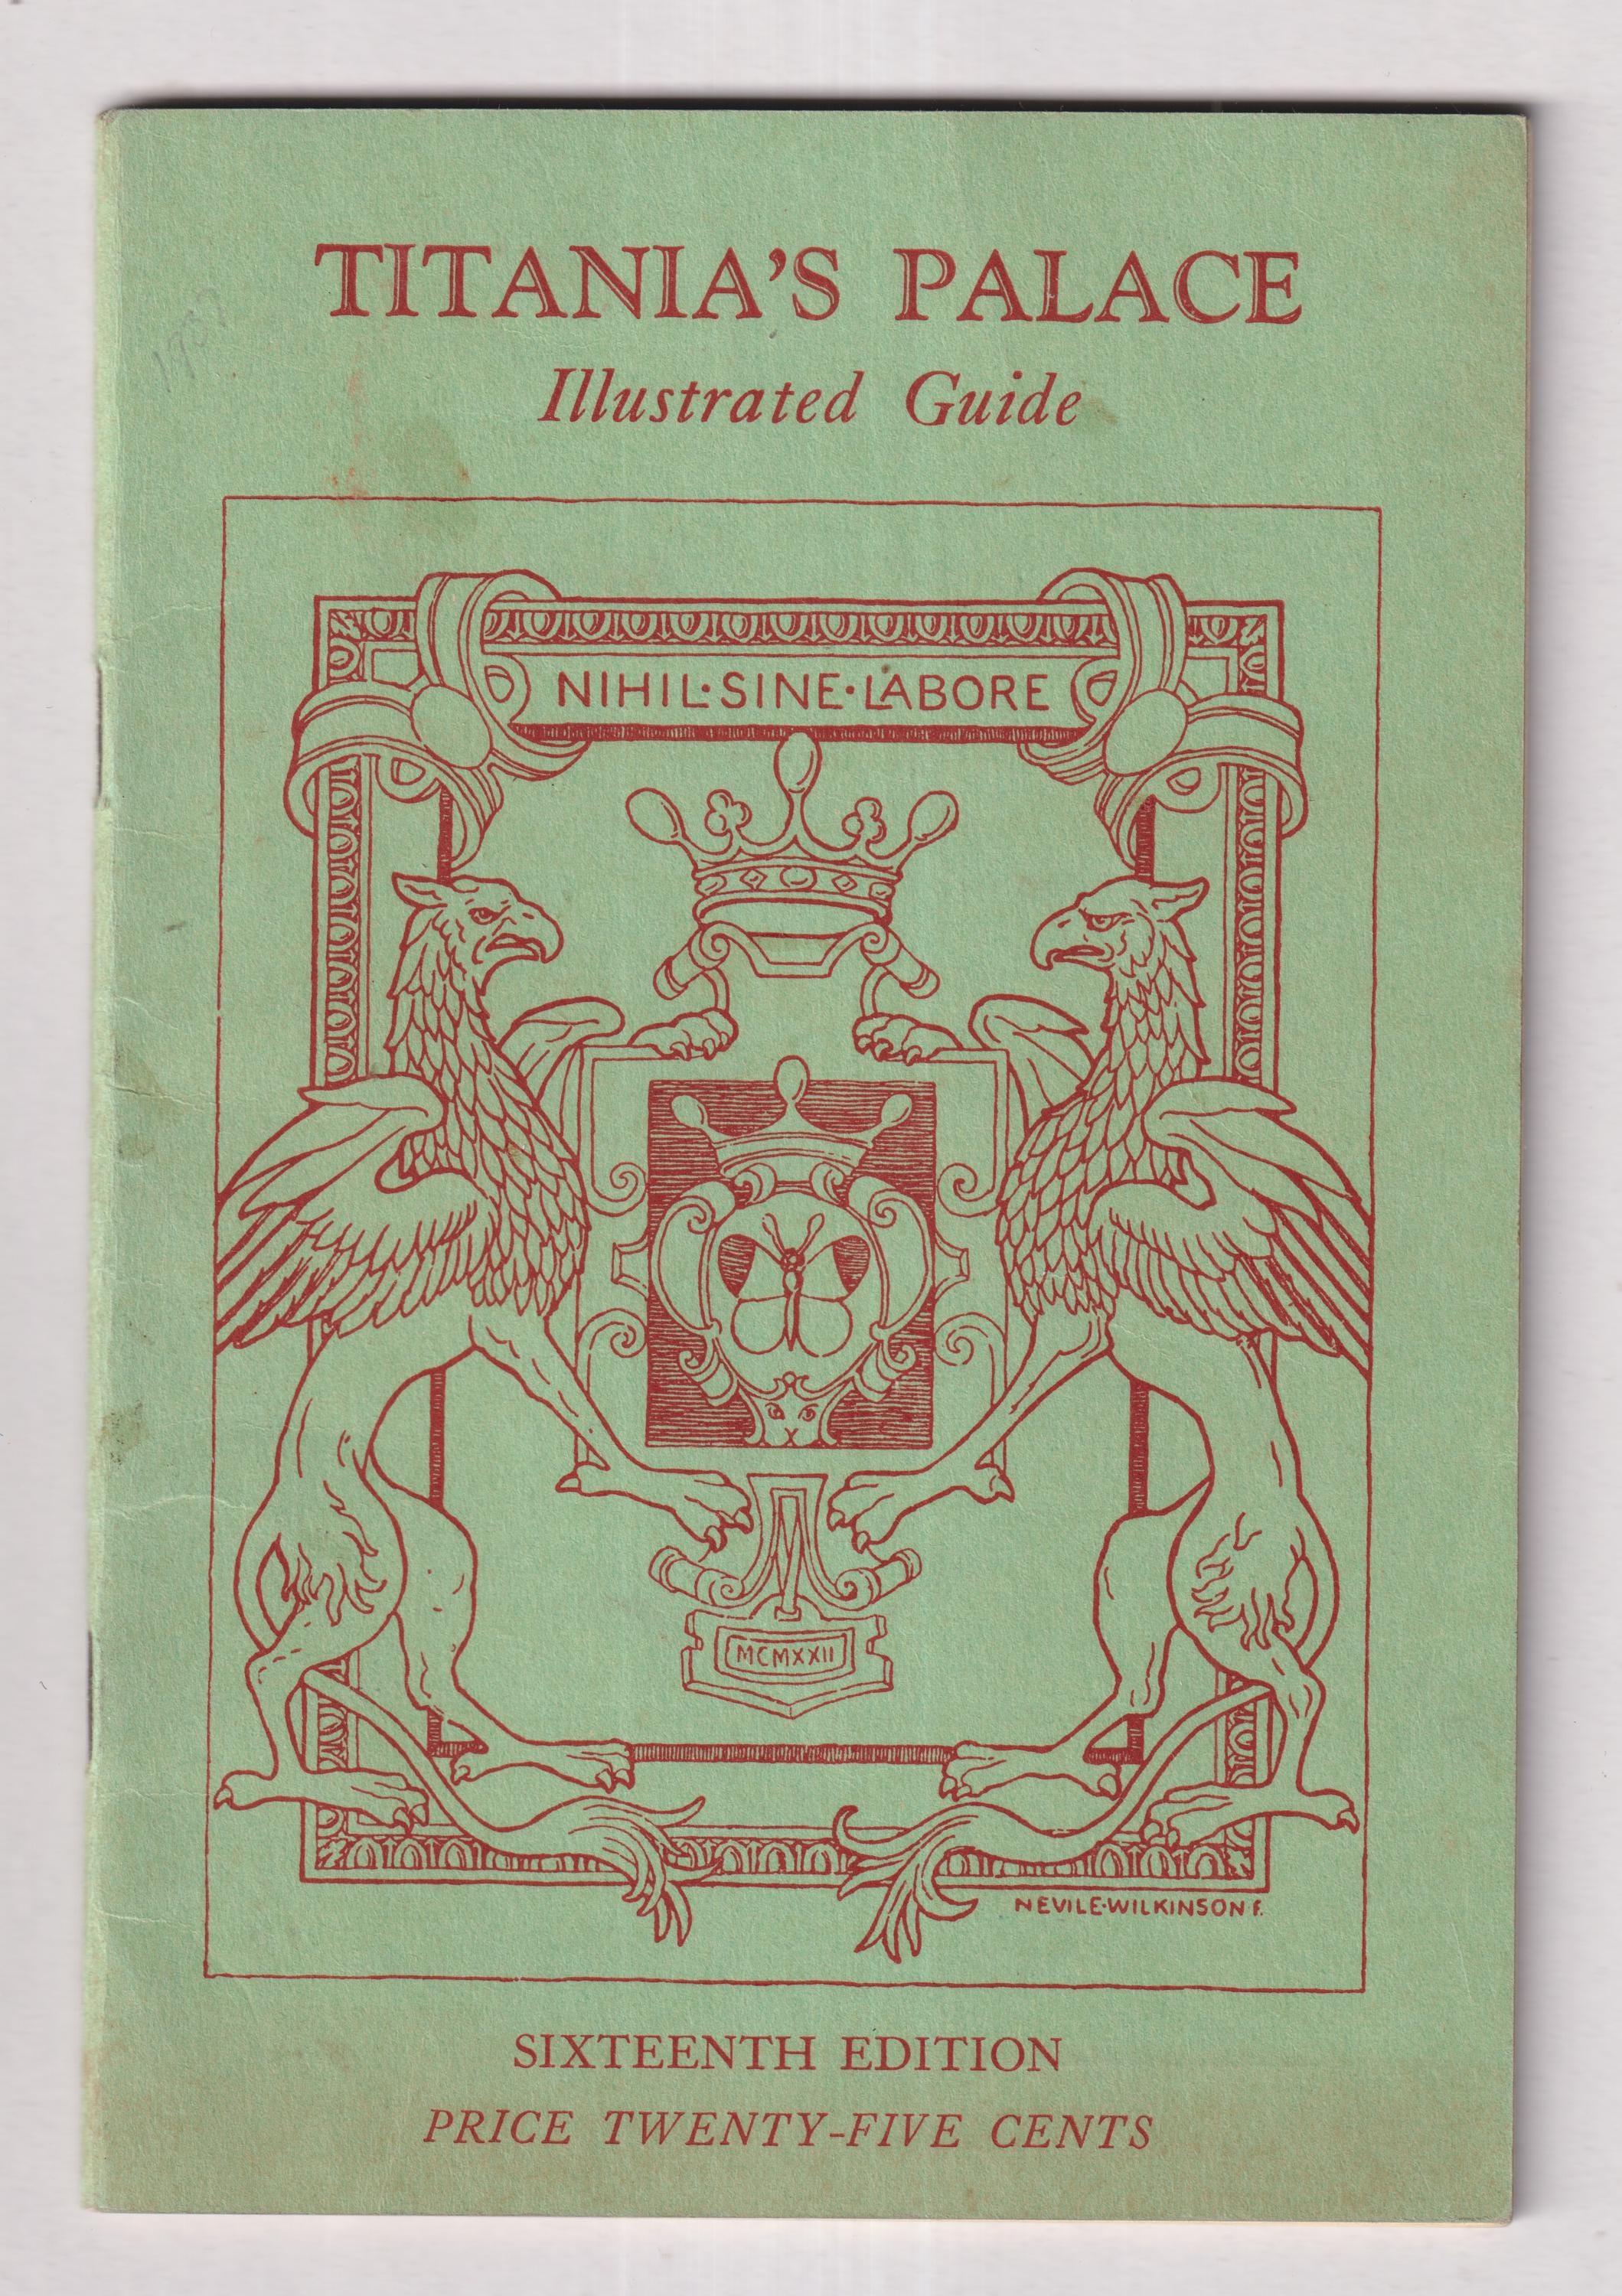 TITANIA'S PALACE
Illustrated Guide
NIHIL·SINE·LABORE
MCMXXII
NEVILE·WILKINSON F.
SIXTEENTH EDITION
PRICE TWENTY-FIVE CENTS